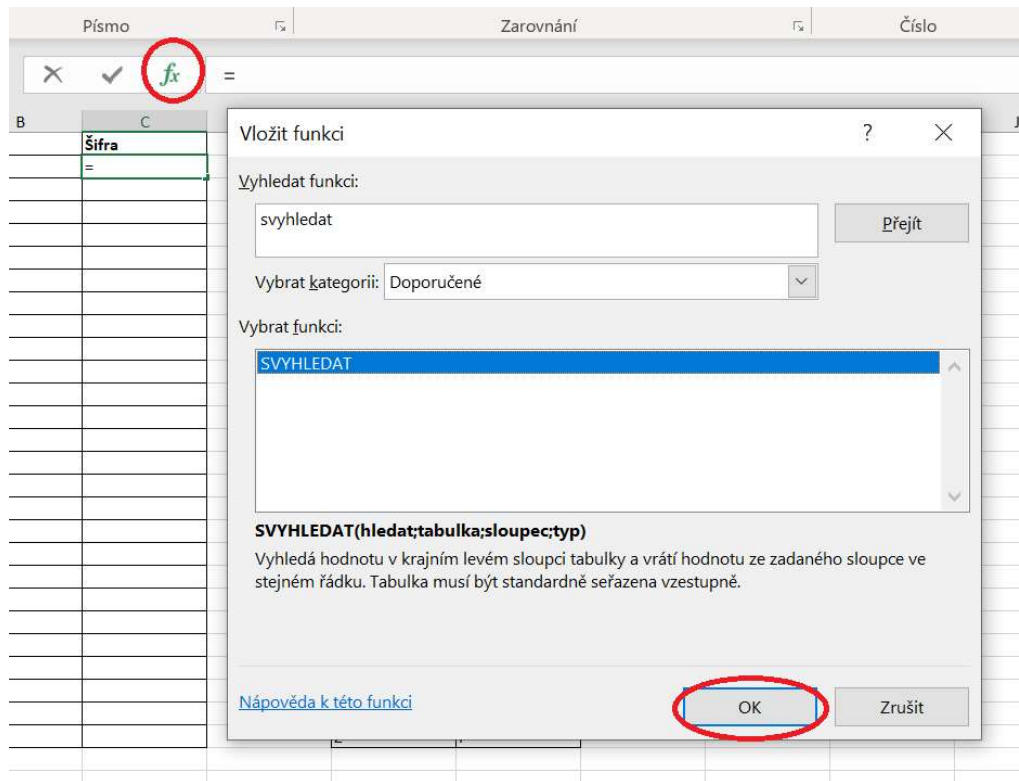 Písmo
Zarovnání
Číslo
fx =
B C J
Šifra
=
Vložit funkci ?
Vyhledat funkci:
svyhledat
Přejít
Vybrat kategorii: Doporučené
Vybrat funkci:
SVYHLEDAT
SVYHLEDAT(hledat;tabulka;sloupec;typ)
Vyhledá hodnotu v krajním levém sloupci tabulky a vrátí hodnotu ze zadaného sloupce ve
stejném řádku. Tabulka musí být standardně seřazena vzestupně.
Nápověda k této funkci
OK
Zrušit